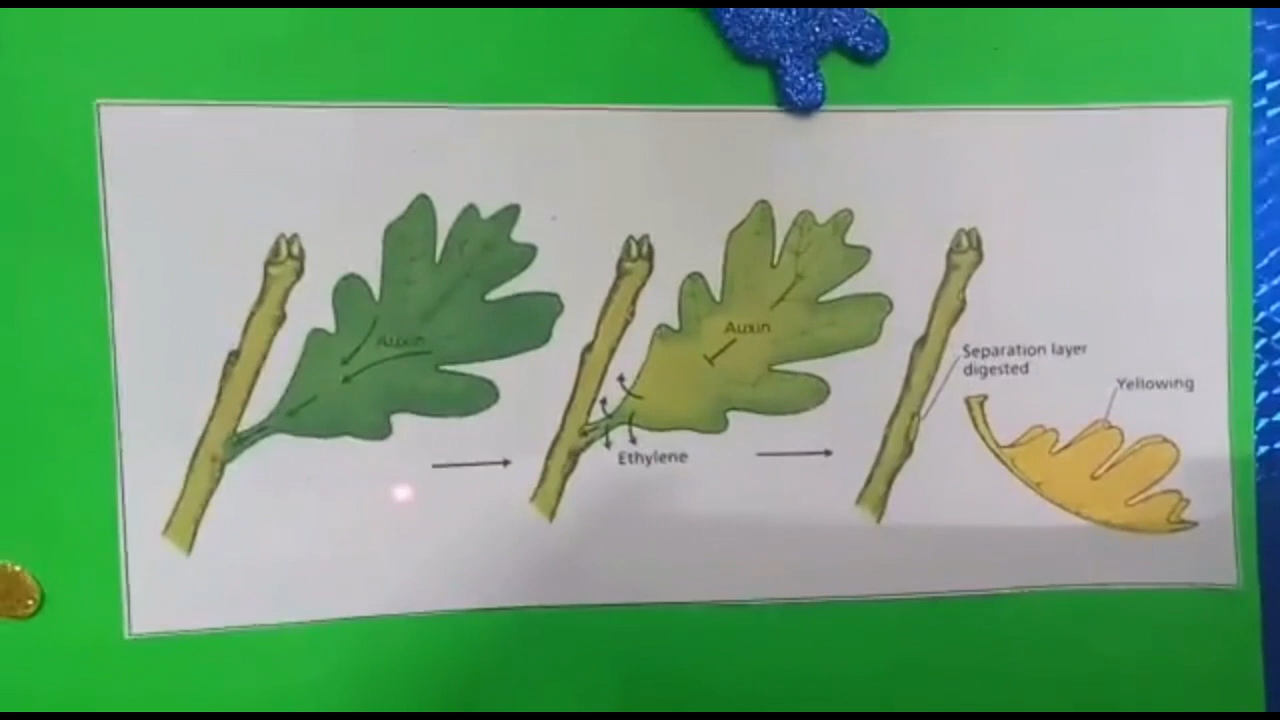 Auxin
Auxin
Ethylene
Separation layer
digested
Yellowing